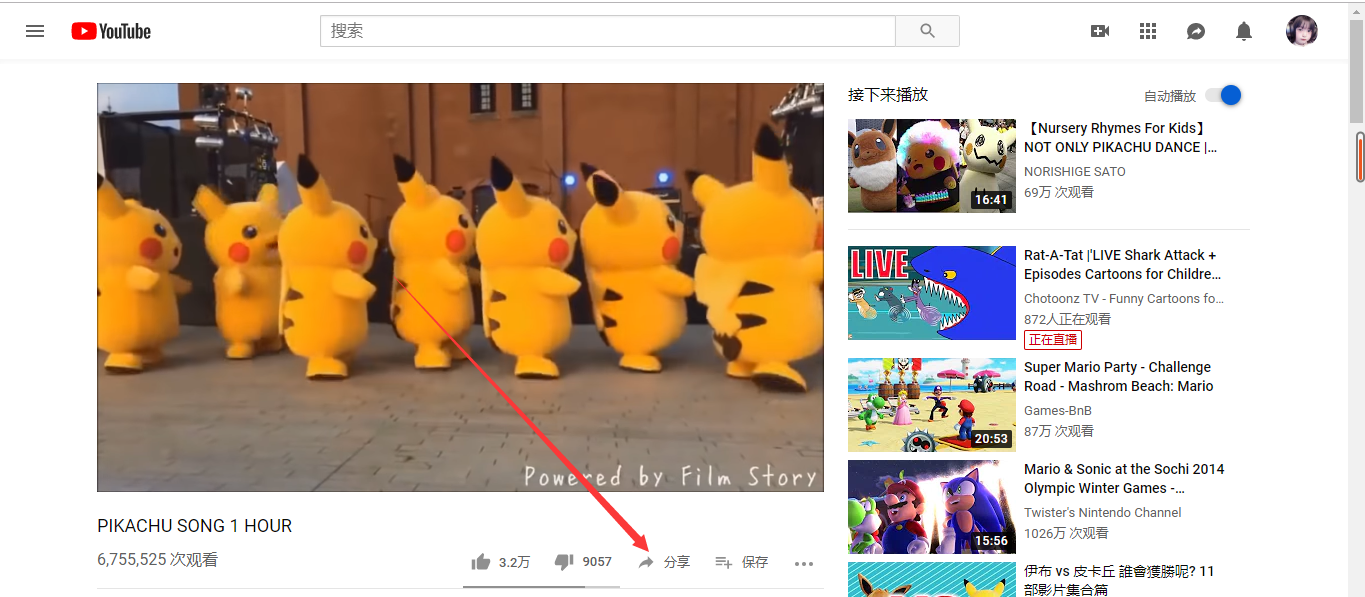 YouTube
搜索
Powered by Film Story
PIKACHU SONG 1 HOUR
6,755,525 次观看
3.2万
9057
分享
保存
接下来播放
自动播放
16:41
【Nursery Rhymes For Kids】
NOT ONLY PIKACHU DANCE |...
NORISHIGE SATO
69万 次观看
LIVE
Rat-A-Tat |'LIVE Shark Attack +
Episodes Cartoons for Childre...
Chotoonz TV - Funny Cartoons fo...
872人正在观看
正在直播
20:53
Super Mario Party - Challenge
Road - Mashrom Beach: Mario
Games-BnB
87万 次观看
15:56
Mario & Sonic at the Sochi 2014
Olympic Winter Games -...
Twister's Nintendo Channel
1026万 次观看
伊布 vs 皮卡丘 誰會獲勝呢? 11
部影片集合篇